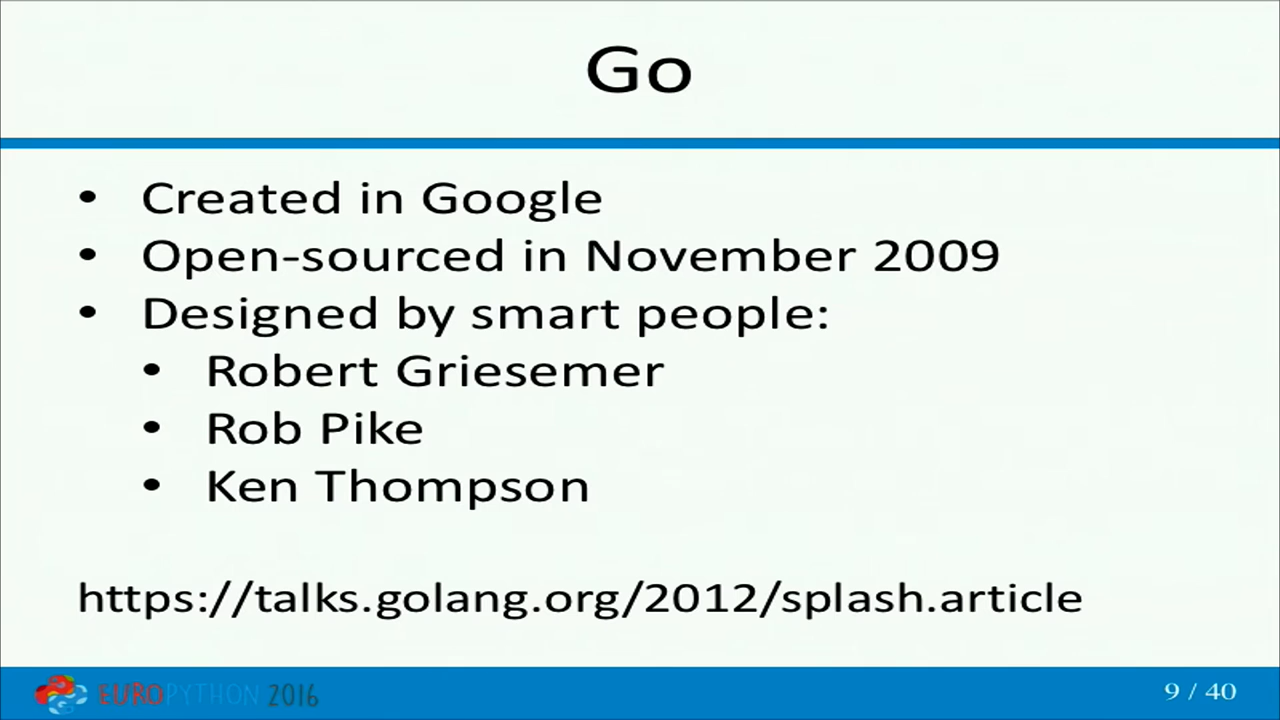 Go
• Created in Google
• Open-sourced in November 2009
• Designed by smart people:
• Robert Griesemer
• Rob Pike
• Ken Thompson
https://talks.golang.org/2012/splash.article
EUROPYTHON 2016
9 / 40